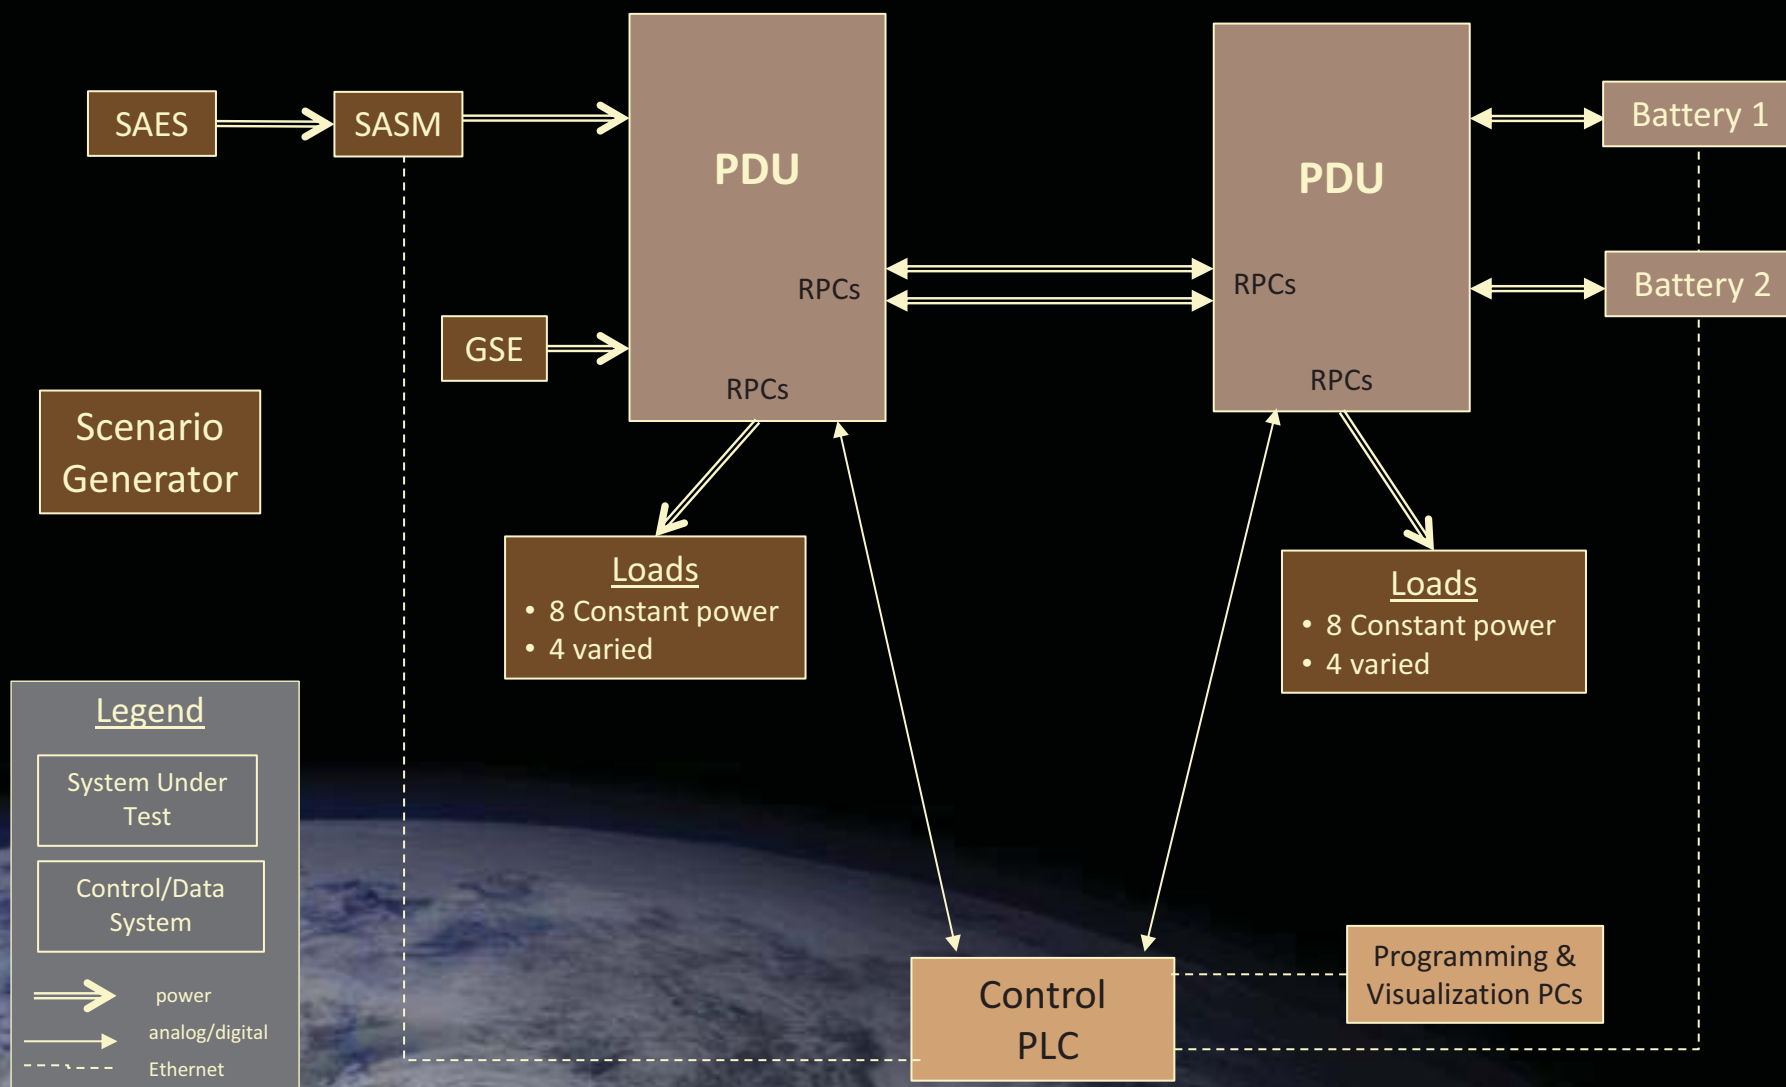 SAES
SASM
PDU
RPCs
RPCs
GSE
PDU
RPCs
RPCs
Battery 1
Battery 2
Scenario
Generator
Loads
• 8 Constant power
• 4 varied
Loads
• 8 Constant power
• 4 varied
Legend
System Under
Test
Control/Data
System
power
analog/digital
Ethernet
Control
PLC
Programming &
Visualization PCs